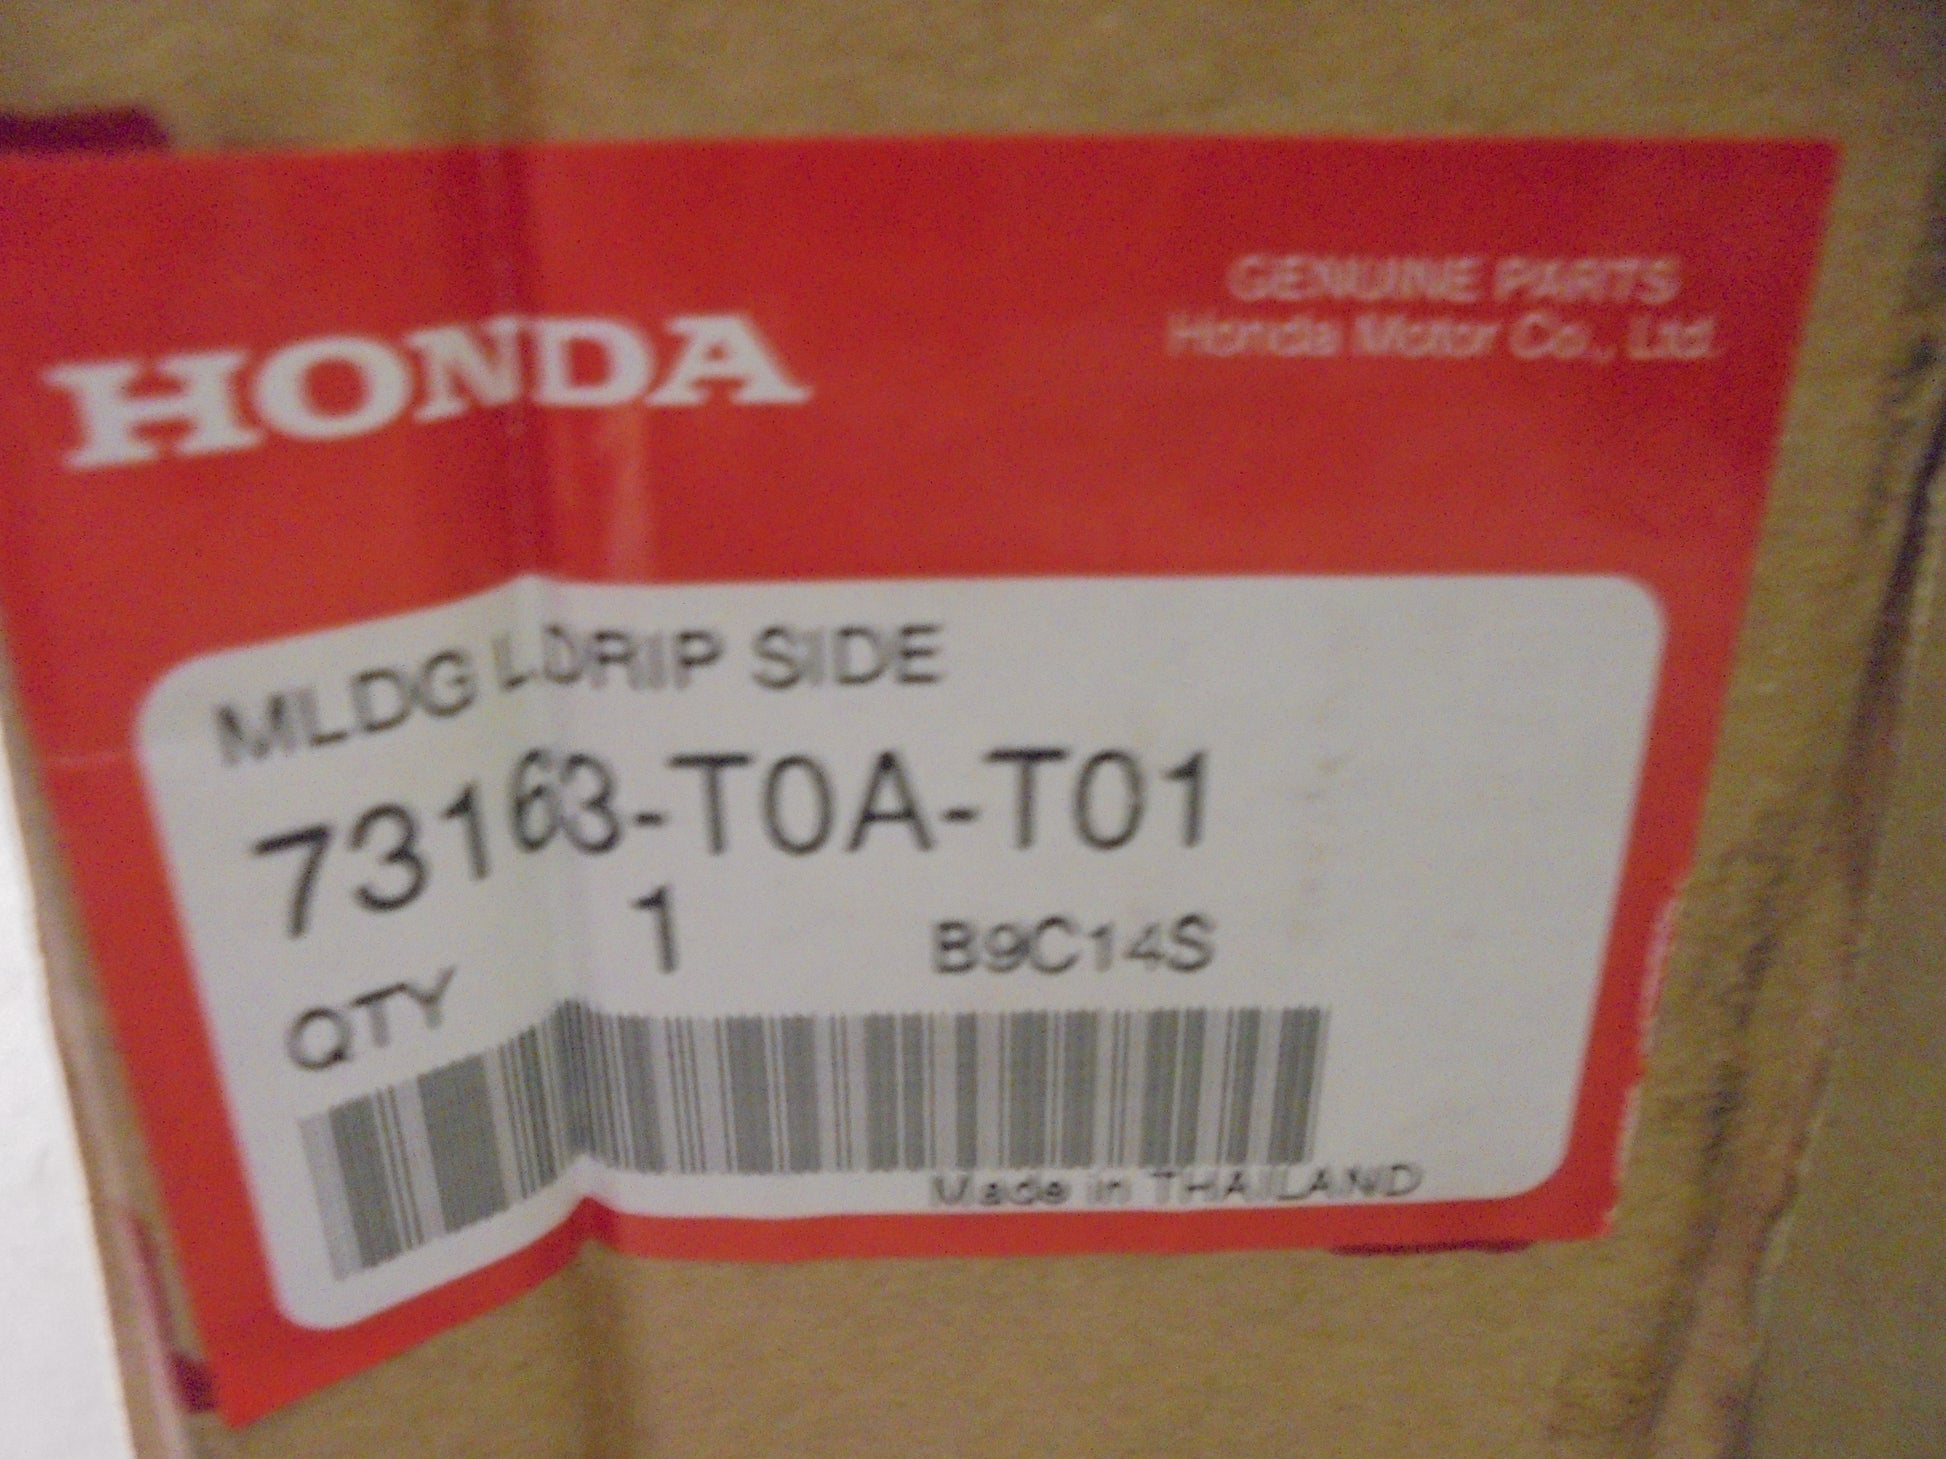 HONDA
GENUINE PARTS
Honda Motor Co., Ltd.
MLDG L.DRIP SIDE
73163-T0A-T01
QTY 1 B9C14S
Made in THAILAND